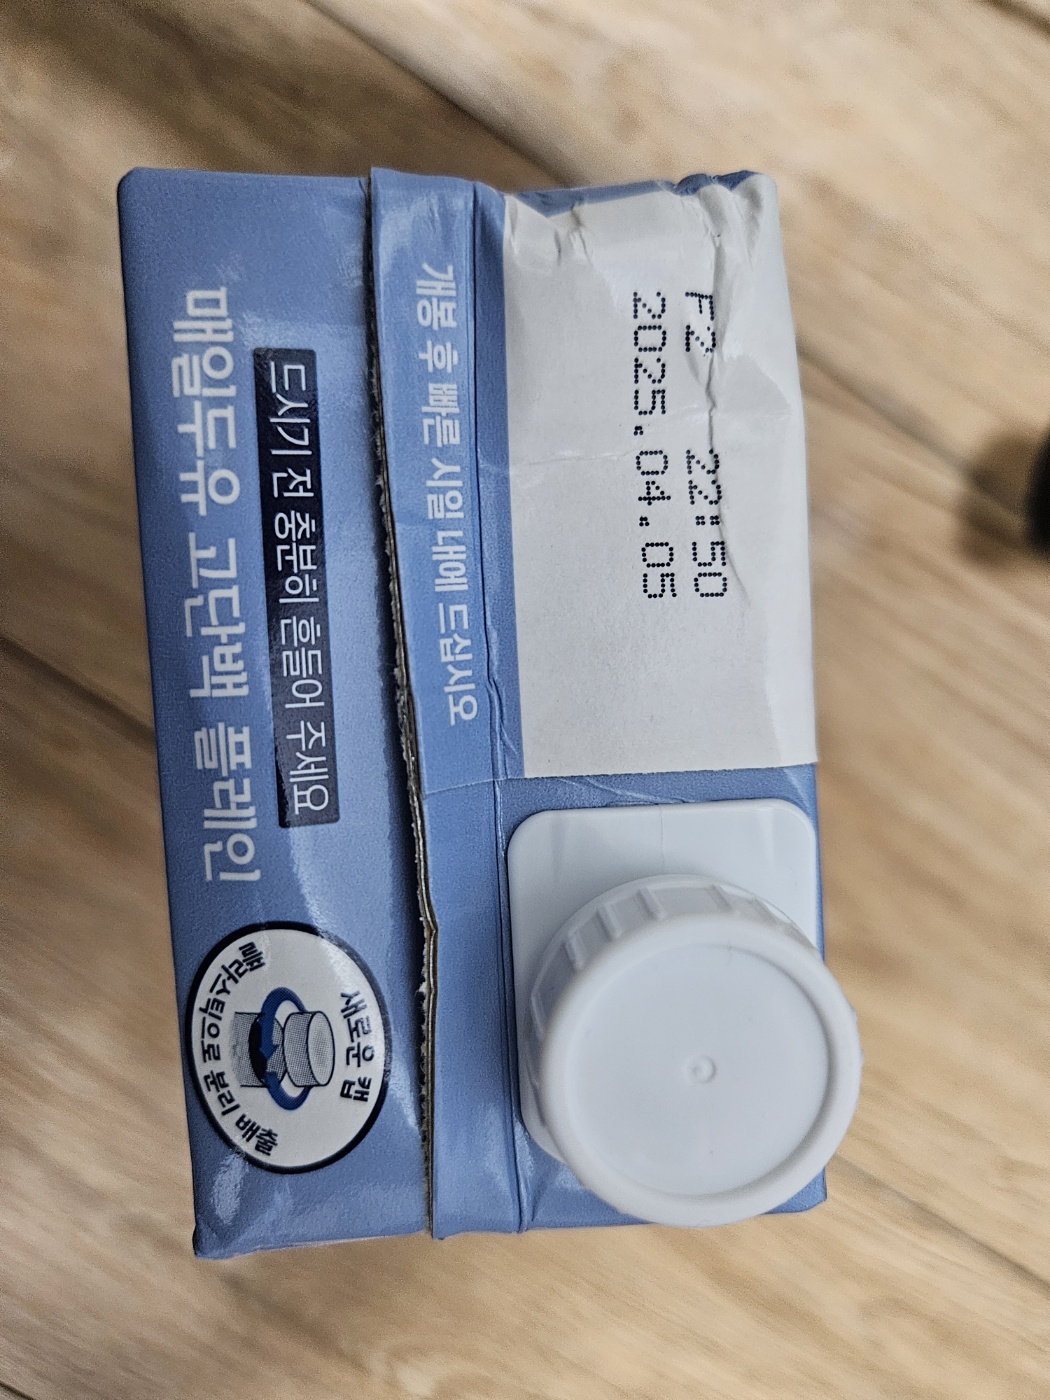 F2 22:50
2025.04.05
개봉 후 빠른 시일 내에 드십시오
드시기 전 충분히 흔들어 주세요
매일두유 고단백 플레인
새로운 캡
플라스틱으로 분리 배출